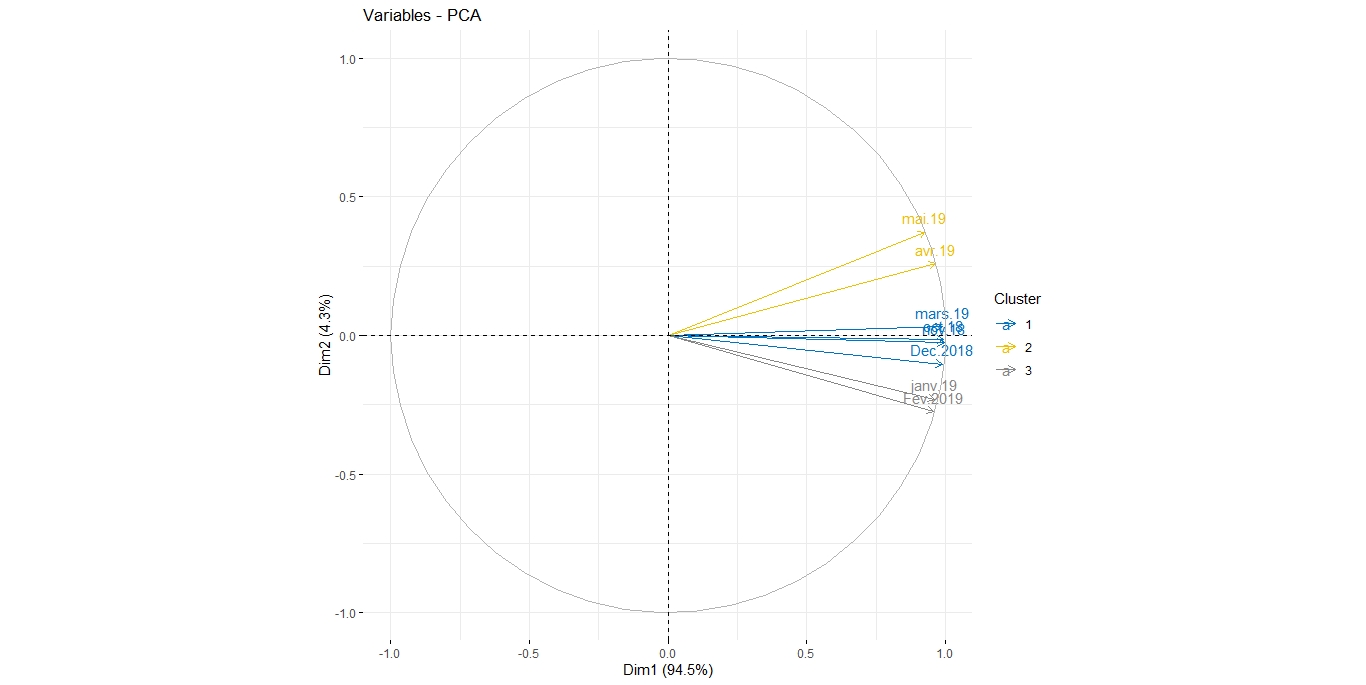 Variables - PCA
1.0
0.5
0.0
-0.5
-1.0
Dim2 (4.3%)
mai.19
avr.19
mars.19
nov.18
Dec.2018
janv.19
Fev.2019
-1.0
-0.5
0.0
0.5
1.0
Dim1 (94.5%)
Cluster
a 1
a 2
a 3